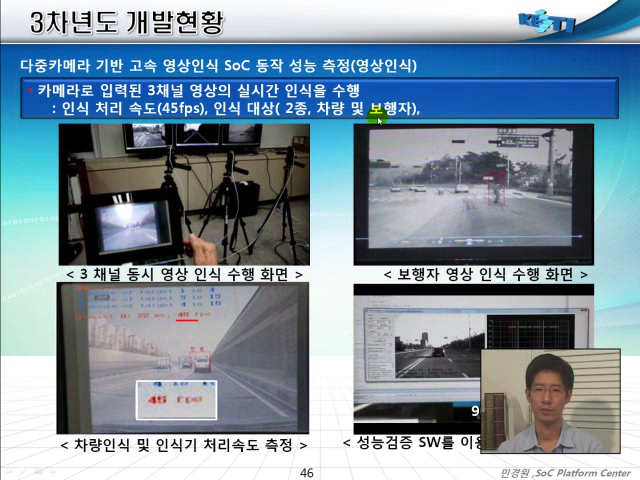 3차년도 개발현황
KETI
다중카메라 기반 고속 영상인식 SoC 동작 성능 측정(영상인식)
• 카메라로 입력된 3채널 영상의 실시간 인식을 수행
: 인식 처리 속도(45fps), 인식 대상( 2종, 차량 및 보행자),
< 3 채널 동시 영상 인식 수행 화면 >
< 보행자 영상 인식 수행 화면 >
45 fps
45 fps
< 차량인식 및 인식기 처리속도 측정 >
9
< 성능검증 SW를 이용
46
민경원 ,SoC Platform Center